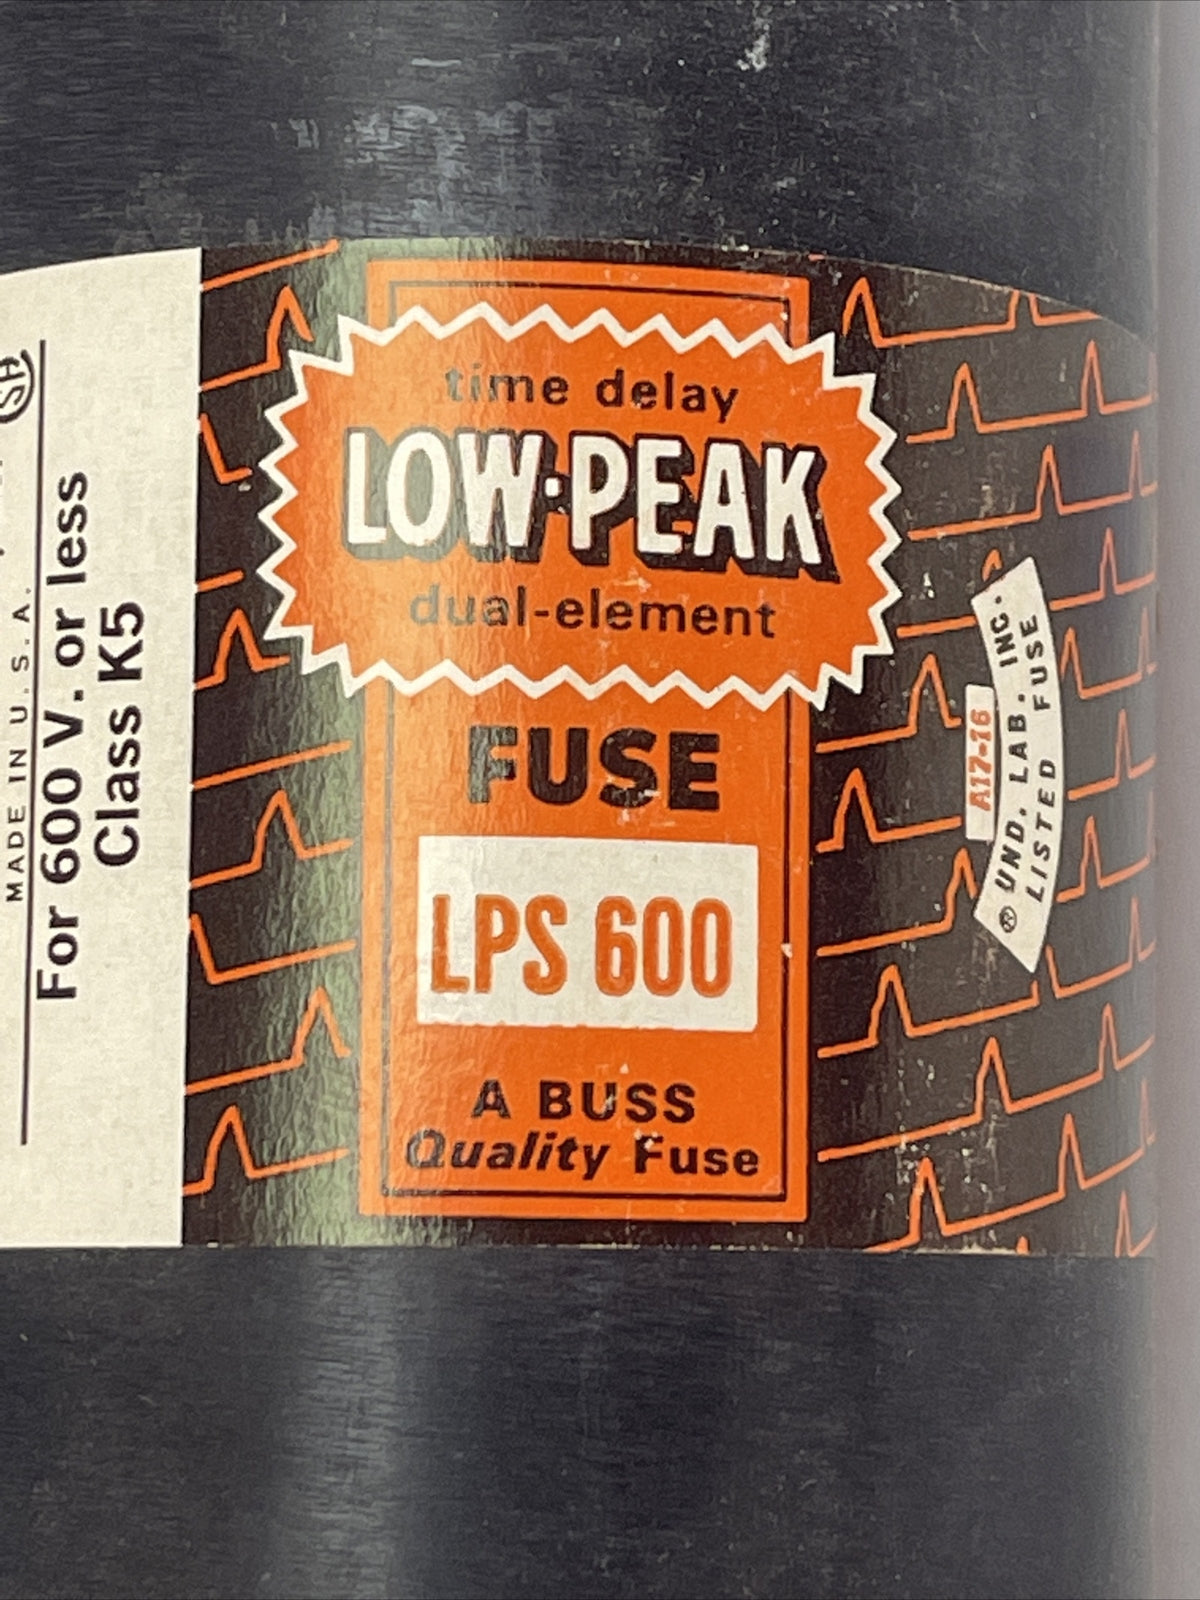 MADE IN U.S.A.
For 600 V. or less
Class K5
time delay
LOW·PEAK
dual-element
FUSE
LPS 600
A BUSS
Quality Fuse
A17-16
® UND. LAB. INC.
LISTED FUSE